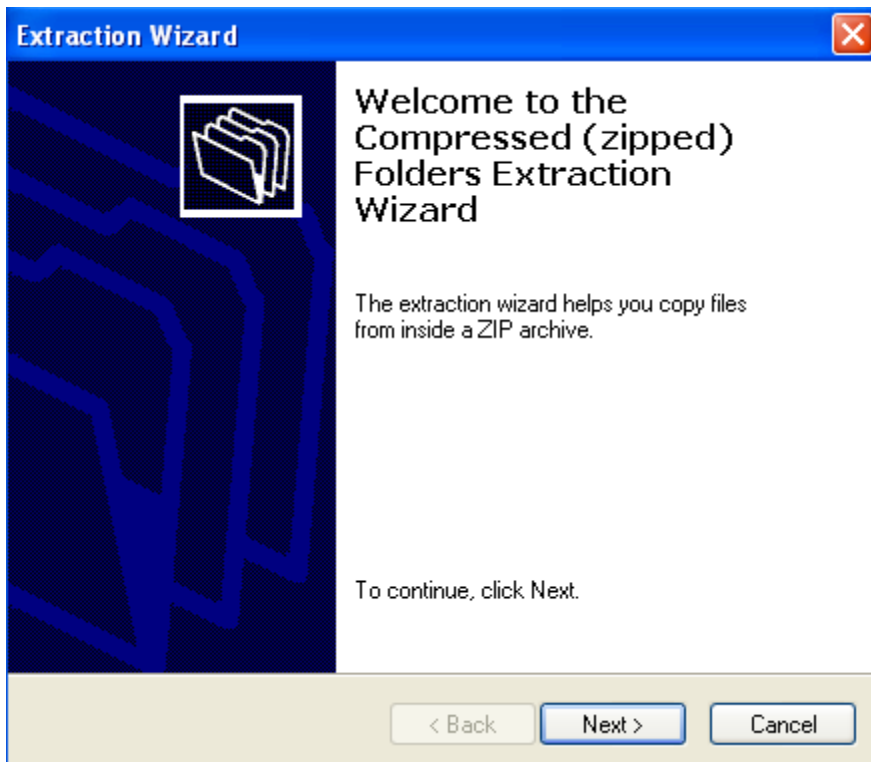 Extraction Wizard
Welcome to the
Compressed (zipped)
Folders Extraction
Wizard
The extraction wizard helps you copy files
from inside a ZIP archive.
To continue, click Next.
< Back
Next >
Cancel